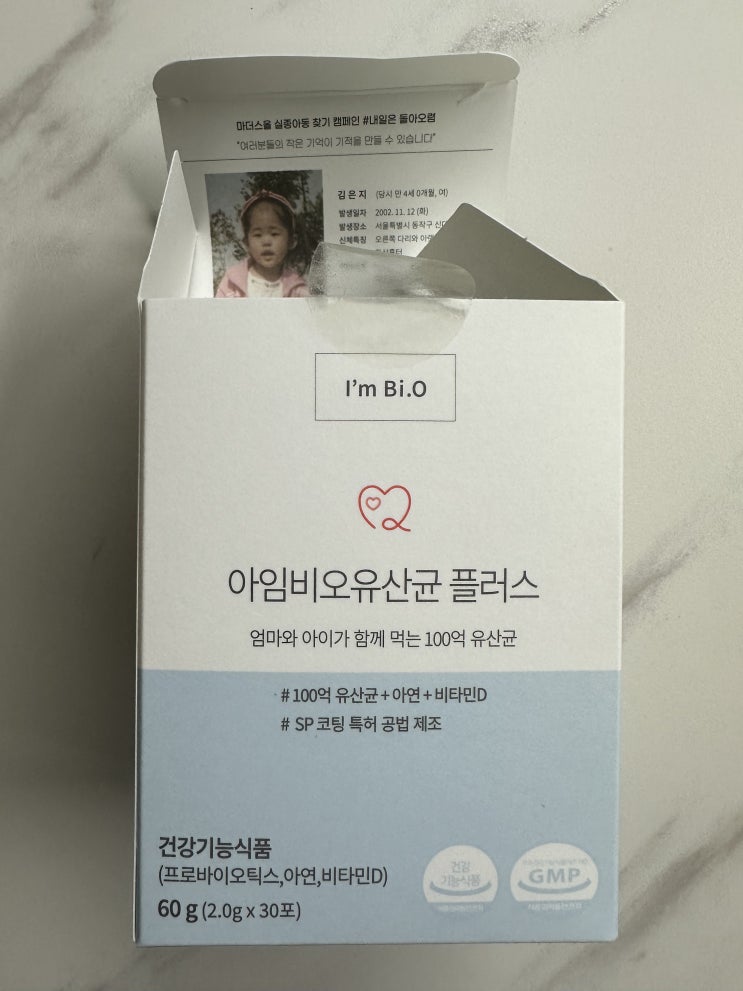 마더스올 실종아동 찾기 캠페인 #내일은 돌아오렴
"여러분들의 작은 기억이 기적을 만들 수 있습니다"
김은지 (당시 만 4세 0개월, 여)
발생일자 2002. 11. 12 (화)
발생장소 서울특별시 동작구
신체특징 오른쪽 다리와
I'm Bi.O
아임비오유산균 플러스
엄마와 아이가 함께 먹는 100억 유산균
# 100억 유산균 + 아연 + 비타민D
# SP 코팅 특허 공법 제조
건강기능식품
(프로바이오틱스,아연,비타민D)
60 g (2.0g x 30포)
건강
기능식품
GMP